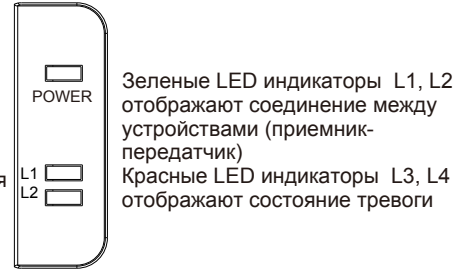 POWER
L1
L2
я
Зеленые LED индикаторы L1, L2
отображают соединение между
устройствами (приемник-
передатчик)
Красные LED индикаторы L3, L4
отображают состояние тревоги